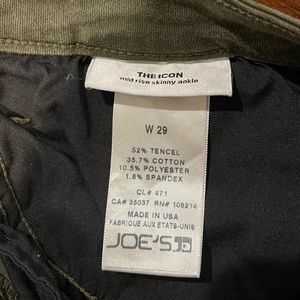 THE ICON
mid rise skinny ankle
W 29
52% TENCEL
35.7% COTTON
10.5% POLYESTER
1.8% SPANDEX
CL# 471
CA# 35037 RN# 106214
MADE IN USA
FABRIQUE AUX ETATS-UNIS
JOE'S